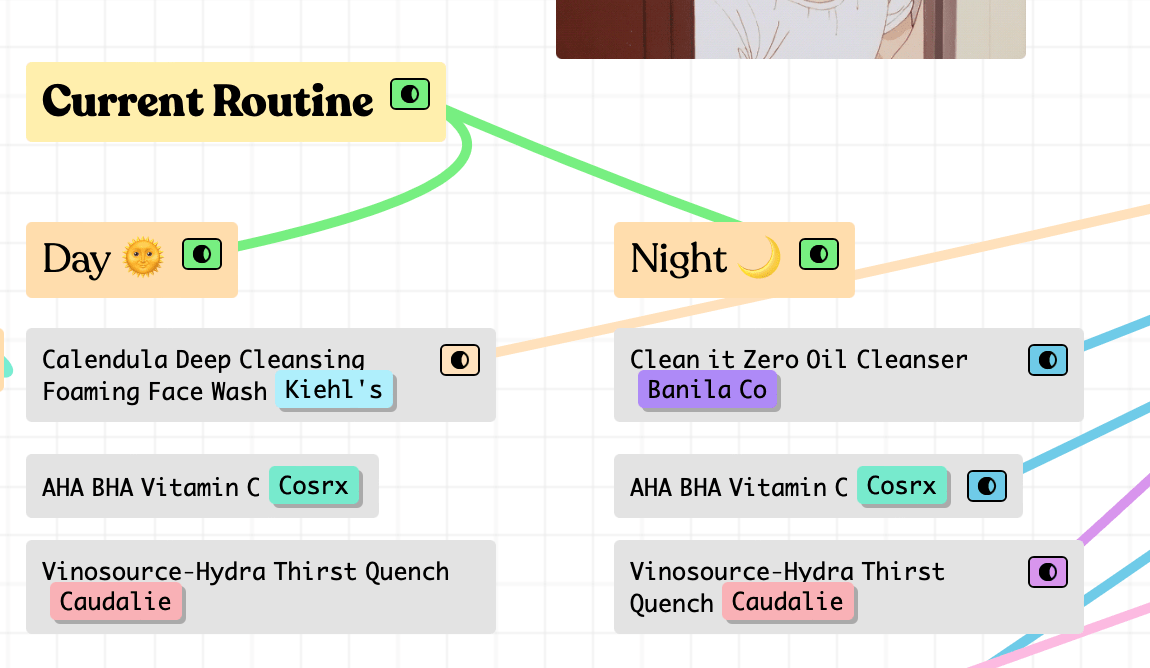 Current Routine
Day 🌞
Night 🌙
Calendula Deep Cleansing
Foaming Face Wash Kiehl's
AHA BHA Vitamin C Cosrx
Vinosource-Hydra Thirst Quench
Caudalie
Clean it Zero Oil Cleanser
Banila Co
AHA BHA Vitamin C Cosrx
Vinosource-Hydra Thirst
Quench Caudalie